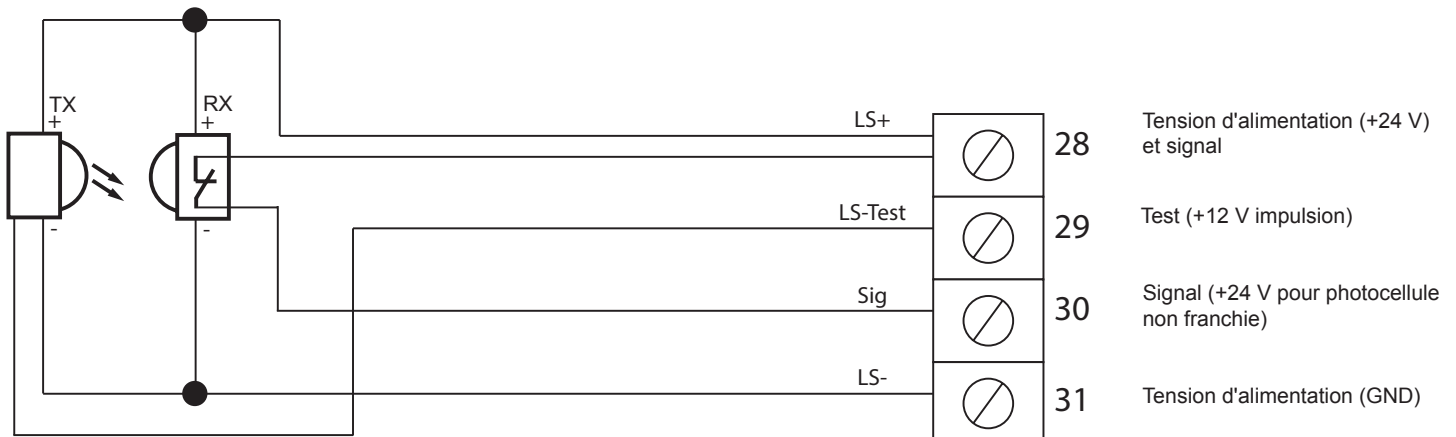 TX
+
-
RX
+
-
LS+
28
Tension d'alimentation (+24 V)
et signal
LS-Test
29
Test (+12 V impulsion)
Sig
30
Signal (+24 V pour photocellule
non franchie)
LS-
31
Tension d'alimentation (GND)